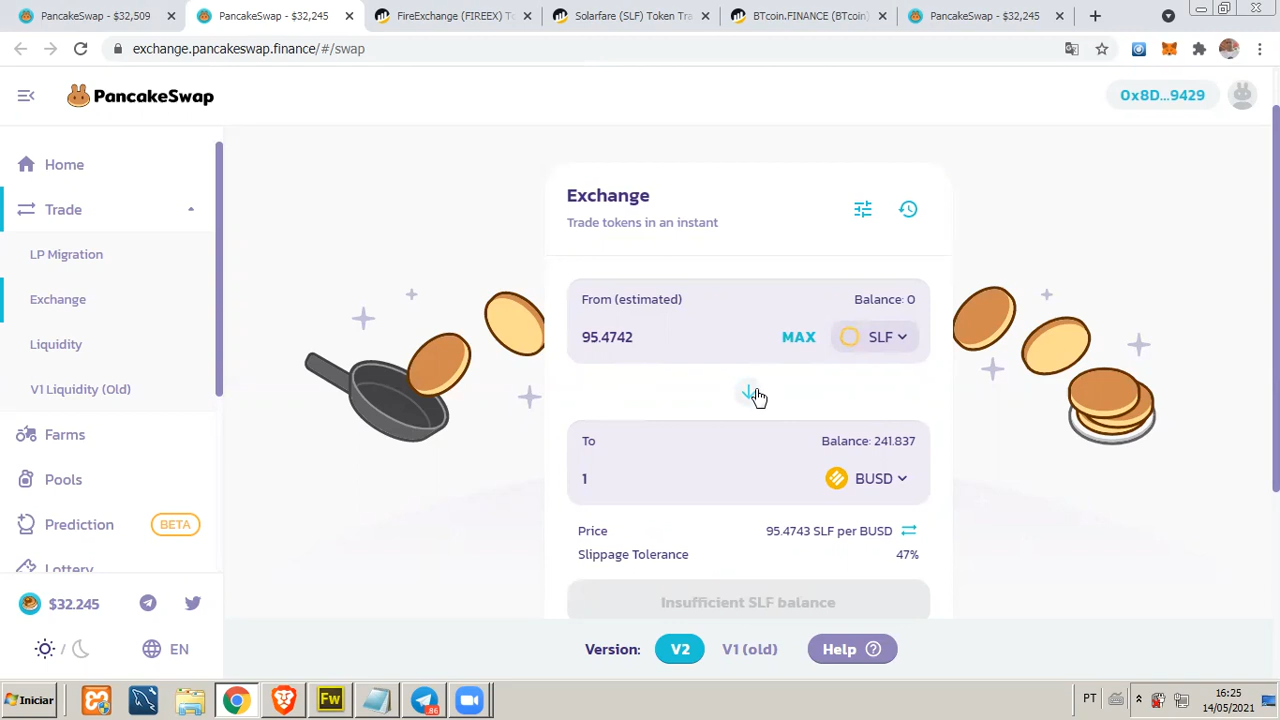 PancakeSwap - $32,509
PancakeSwap - $32,245
FireExchange (FIREEX) To
Solarfare (SLF) Token Tra
BTcoin.FINANCE (BTcoin)
PancakeSwap - $32,245
exchange.pancakeswap.finance/#/swap
PancakeSwap
0x8D...9429
Home
Trade
LP Migration
Exchange
Liquidity
V1 Liquidity (Old)
Farms
Pools
Prediction BETA
Lottery
$32.245
/
EN
Exchange
Trade tokens in an instant
From (estimated) Balance: 0
95.4742 MAX SLF
To Balance: 241.837
1 BUSD
Price 95.4743 SLF per BUSD
Slippage Tolerance 47%
Insufficient SLF balance
Version: V2 V1 (old) Help ?
Iniciar
Fw
86
PT
16:25
14/05/2021